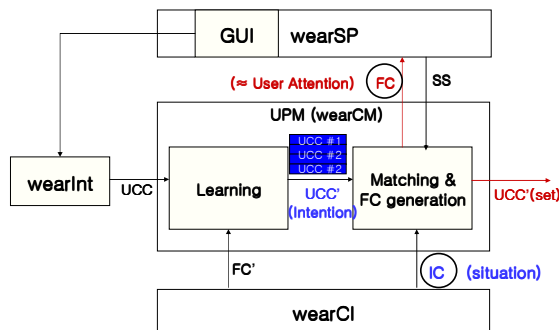 GUI
wearSP
(≈ User Attention)
FC
SS
UPM (wearCM)
UCC #1
UCC #2
UCC #2
wearInt
UCC
Learning
UCC'
(Intention)
Matching &
FC generation
UCC'(set)
FC'
IC
(situation)
wearCI